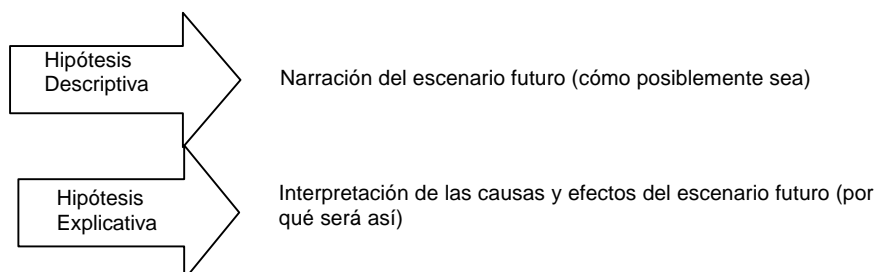 Hipótesis
Descriptiva
Narración del escenario futuro (cómo posiblemente sea)
Hipótesis
Explicativa
Interpretación de las causas y efectos del escenario futuro (por
qué será así)